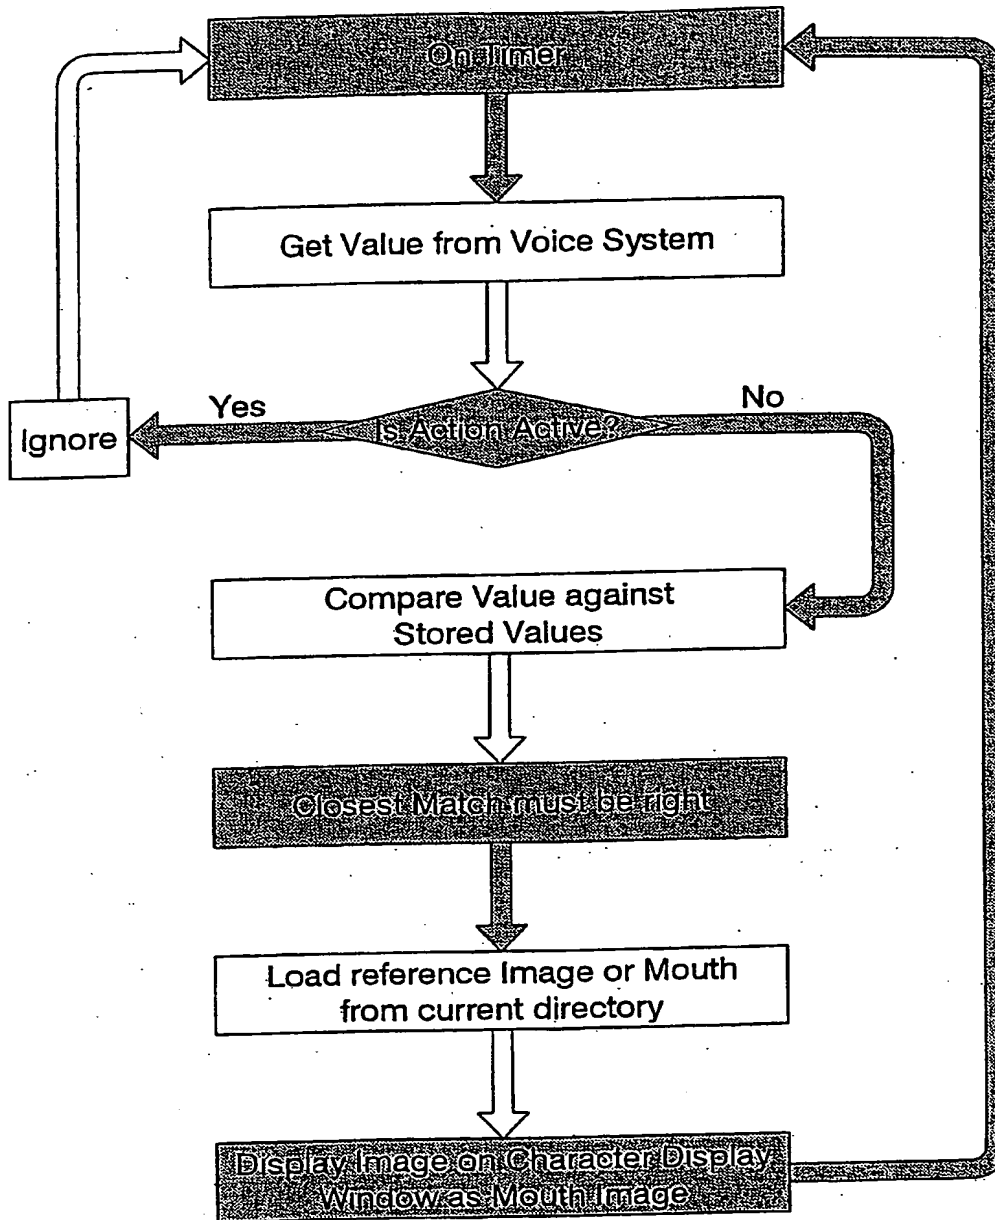 On Timer
Get Value from Voice System
Yes
No
Is Action Active?
Ignore
Compare Value against
Stored Values
Closest Match must be right
Load reference Image or Mouth
from current directory
Display Image on Character Display
Window as Mouth Image